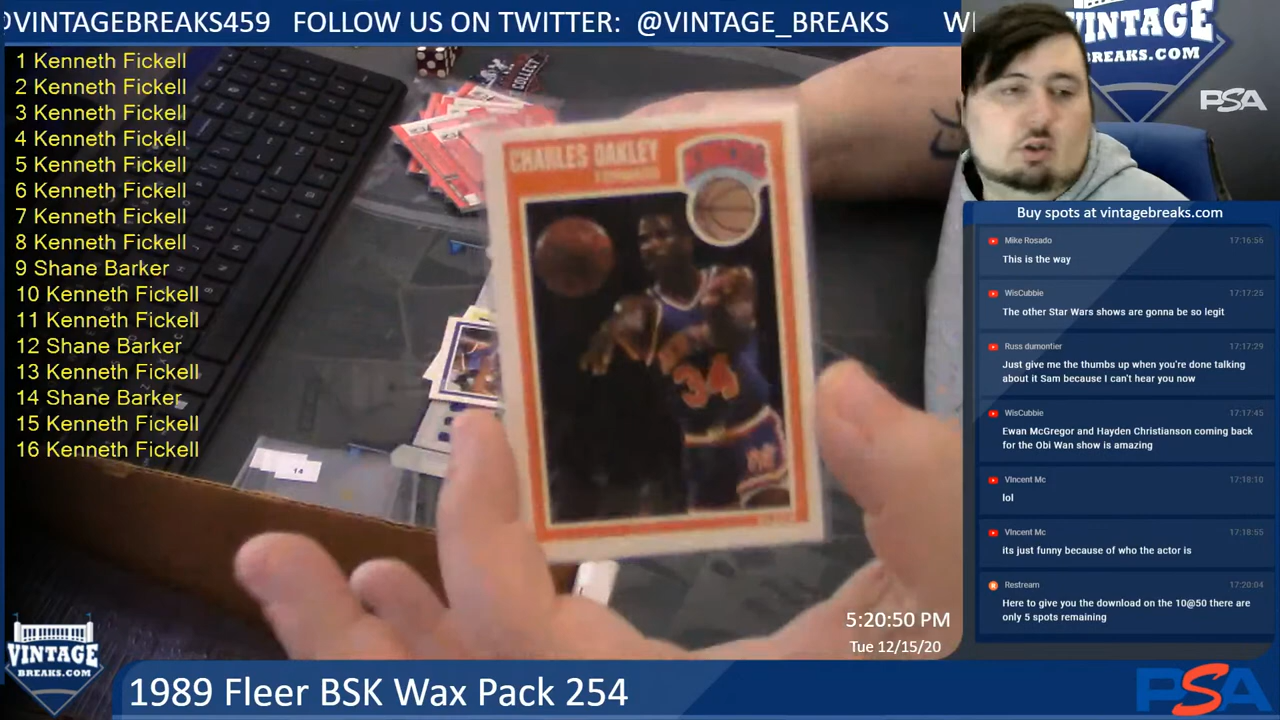 VINTAGEBREAKS459 FOLLOW US ON TWITTER: @VINTAGE_BREAKS
1 Kenneth Fickell
2 Kenneth Fickell
3 Kenneth Fickell
4 Kenneth Fickell
5 Kenneth Fickell
6 Kenneth Fickell
7 Kenneth Fickell
8 Kenneth Fickell
9 Shane Barker
10 Kenneth Fickell
11 Kenneth Fickell
12 Shane Barker
13 Kenneth Fickell
14 Shane Barker
15 Kenneth Fickell
16 Kenneth Fickell
COLLECT
CHARLES OAKLEY
FORWARD
34
14
VINTAGE
BREAKS.COM
PSA
Buy spots at vintagebreaks.com
Mike Rosado 17:16:55
This is the way
WisCubbie 17:17:25
The other Star Wars shows are gonna be so legit
Russ dumontier 17:17:29
Just give me the thumbs up when you're done talking
about it Sam because I can't hear you now
WisCubbie 17:17:45
Ewan McGregor and Hayden Christianson coming back
for the Obi Wan show is amazing
Vincent Mc 17:18:10
lol
Vincent Mc 17:18:55
its just funny because of who the actor is
Restream 17:20:04
Here to give you the download on the 10@50 there are
only 5 spots remaining
5:20:50 PM
Tue 12/15/20
VINTAGE
BREAKS.COM
1989 Fleer BSK Wax Pack 254
PSA